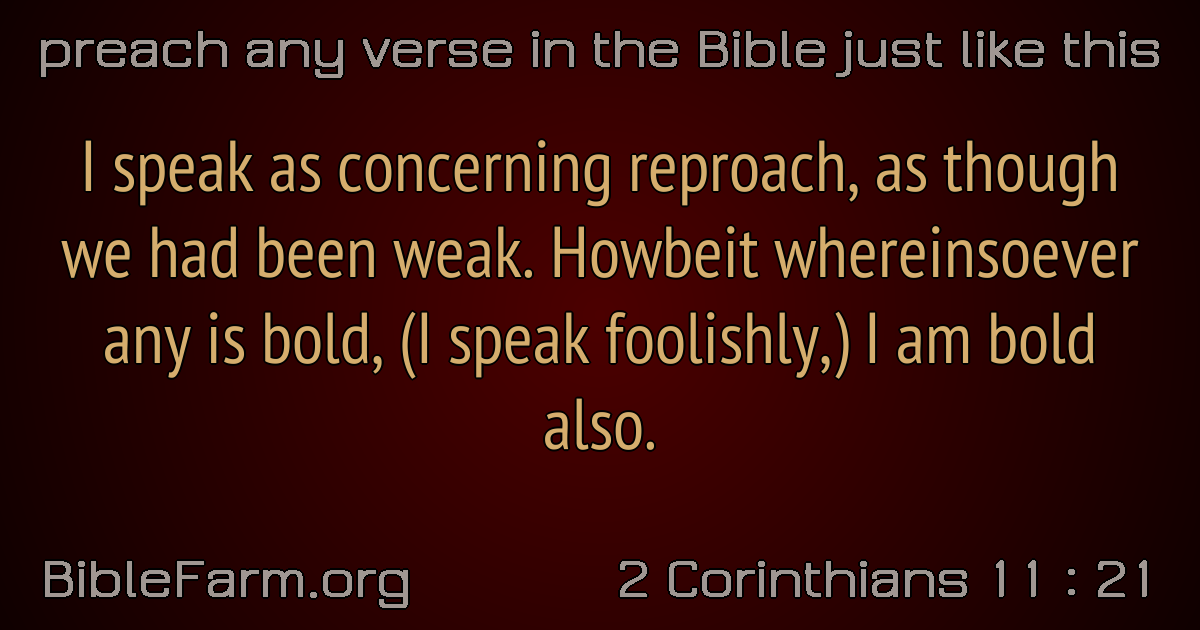 preach any verse in the Bible just like this
I speak as concerning reproach, as though
we had been weak. Howbeit whereinsoever
any is bold, (I speak foolishly,) I am bold
also.
BibleFarm.org
2 Corinthians 11 : 21